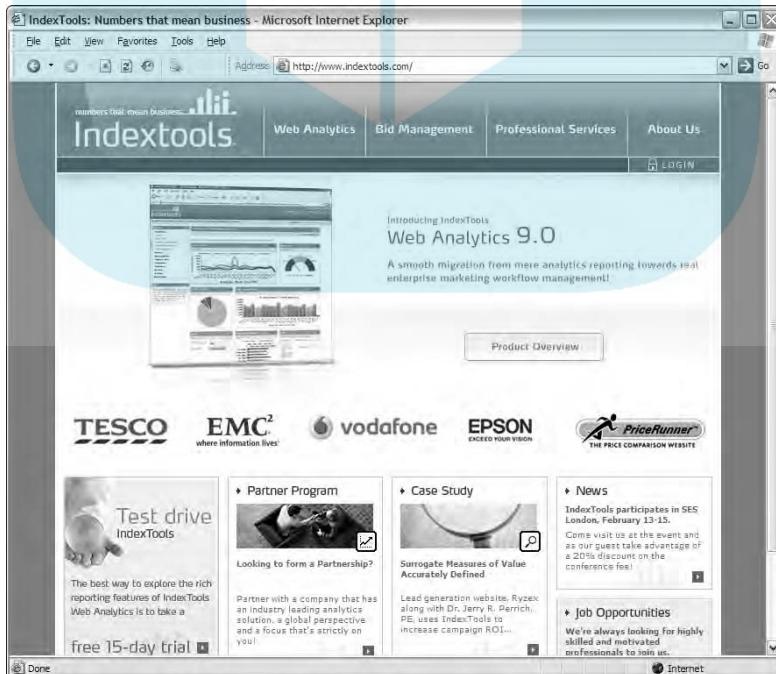 IndexTools: Numbers that mean business - Microsoft Internet Explorer
File Edit View Favorites Tools Help
Address http://www.indextools.com/ Go
numbers that mean business
Indextools
Web Analytics Bid Management Professional Services About Us
LOGIN
Introducing IndexTools
Web Analytics 9.0
A smooth migration from mere analytics reporting towards real
enterprise marketing workflow management!
Product Overview
TESCO
EMC²
where information lives
vodafone
EPSON
EXCEED YOUR VISION
PriceRunner
THE PRICE COMPARISON WEBSITE
Test drive
IndexTools
The best way to explore the rich
reporting features of IndexTools
Web Analytics is to take a
free 15-day trial
Partner Program
Looking to form a Partnership?
Partner with a company that has
an industry leading analytics
solution, a global perspective
and a focus that's strictly on
you!
Case Study
Surrogate Measures of Value
Accurately Defined
Lead generation website, Ryzex
along with Dr. Jerry R. Perrich,
PE, uses IndexTools to
increase campaign ROI...
News
IndexTools participates in SES
London, February 13-15.
Come visit us at the event and
as our guest take advantage of
a 20% discount on the
conference fee!
Job Opportunities
We're always looking for highly
skilled and motivated
professionals to join us.
Done Internet